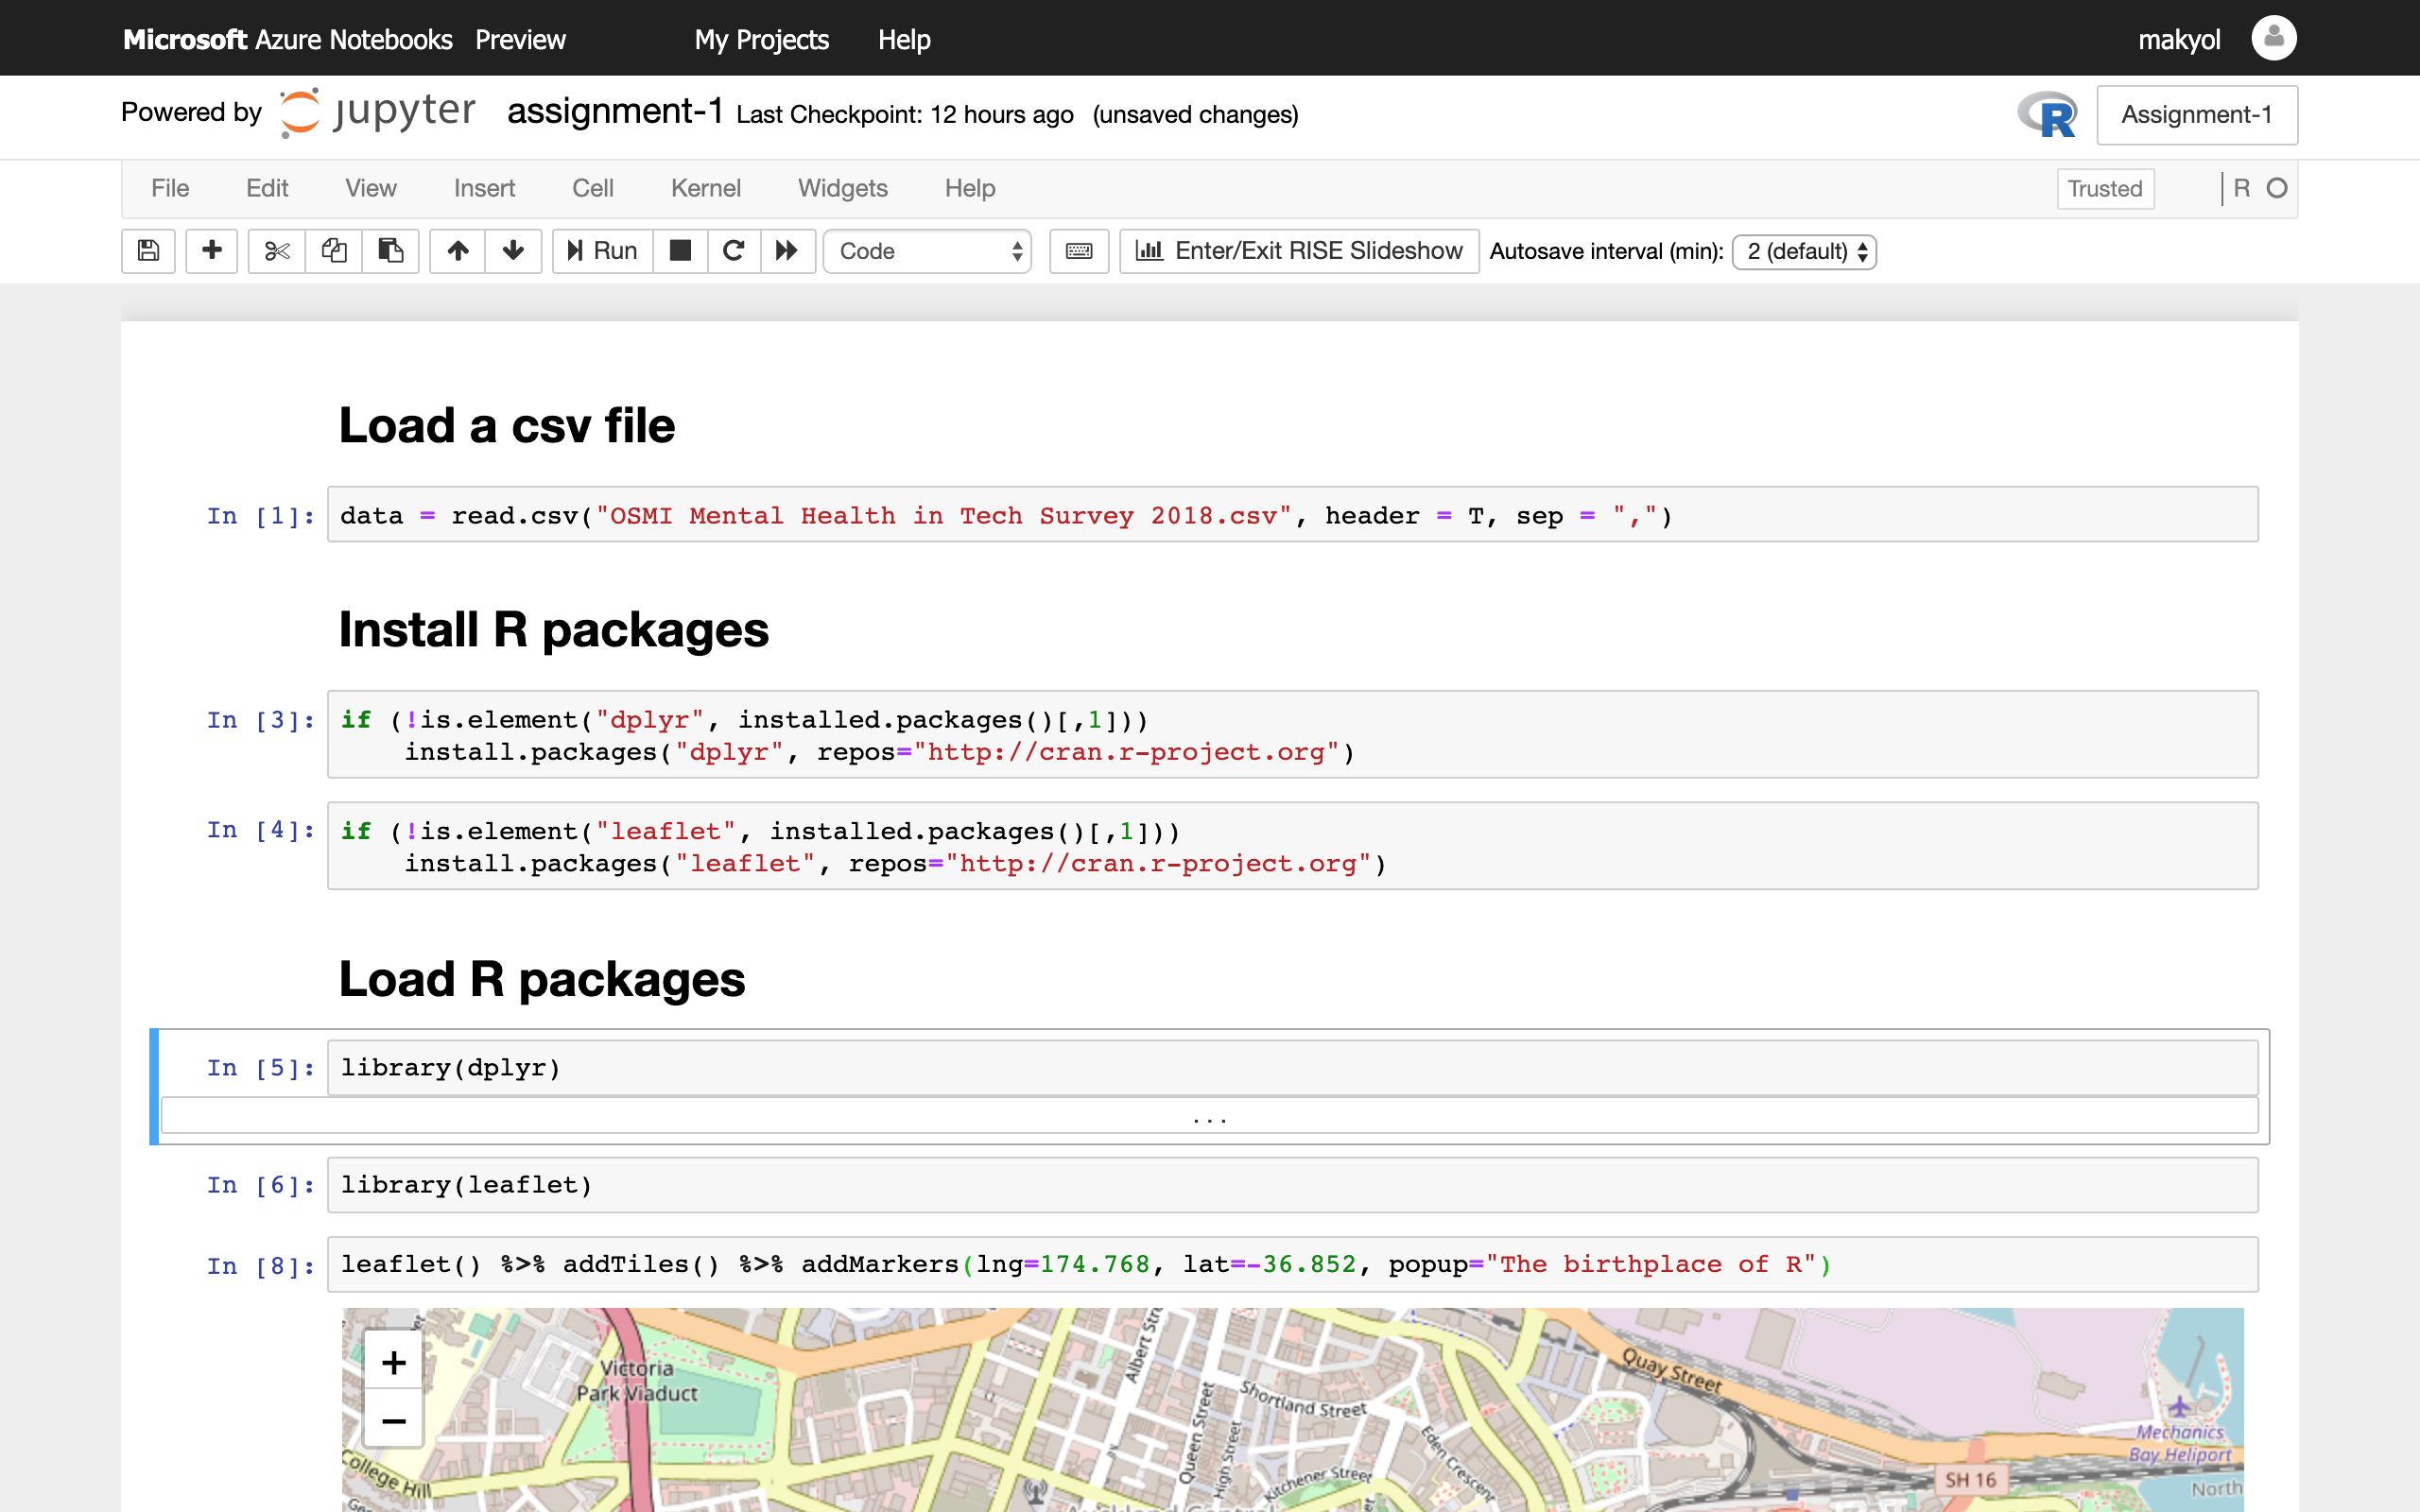 Microsoft Azure Notebooks Preview My Projects Help makyol
Powered by jupyter assignment-1 Last Checkpoint: 12 hours ago (unsaved changes) R Assignment-1
File Edit View Insert Cell Kernel Widgets Help Trusted R
Run Code Enter/Exit RISE Slideshow Autosave interval (min): 2 (default)
Load a csv file
In [1]: data = read.csv("OSMI Mental Health in Tech Survey 2018.csv", header = T, sep = ",")
Install R packages
In [3]: if (!is.element("dplyr", installed.packages()[,1]))
install.packages("dplyr", repos="http://cran.r-project.org")
In [4]: if (!is.element("leaflet", installed.packages()[,1]))
install.packages("leaflet", repos="http://cran.r-project.org")
Load R packages
In [5]: library(dplyr)
...
In [6]: library(leaflet)
In [8]: leaflet() %>% addTiles() %>% addMarkers(lng=174.768, lat=-36.852, popup="The birthplace of R")
+
−
Victoria
Park Viaduct
Albert
Shortland Street
Queen Street
High Street
Quay Street
Eden Crescent
Kitchener Street
College Hill
Mechanics
Bay Heliport
SH 16
North